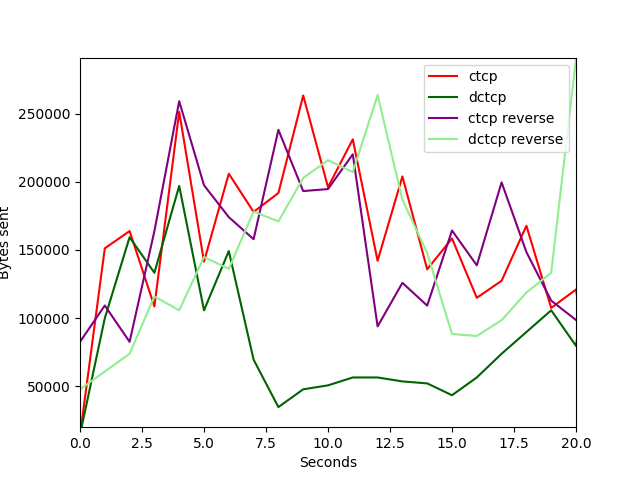 ctcp
dctcp
ctcp reverse
dctcp reverse
250000
200000
150000
100000
50000
Bytes sent
0.0 2.5 5.0 7.5 10.0 12.5 15.0 17.5 20.0
Seconds